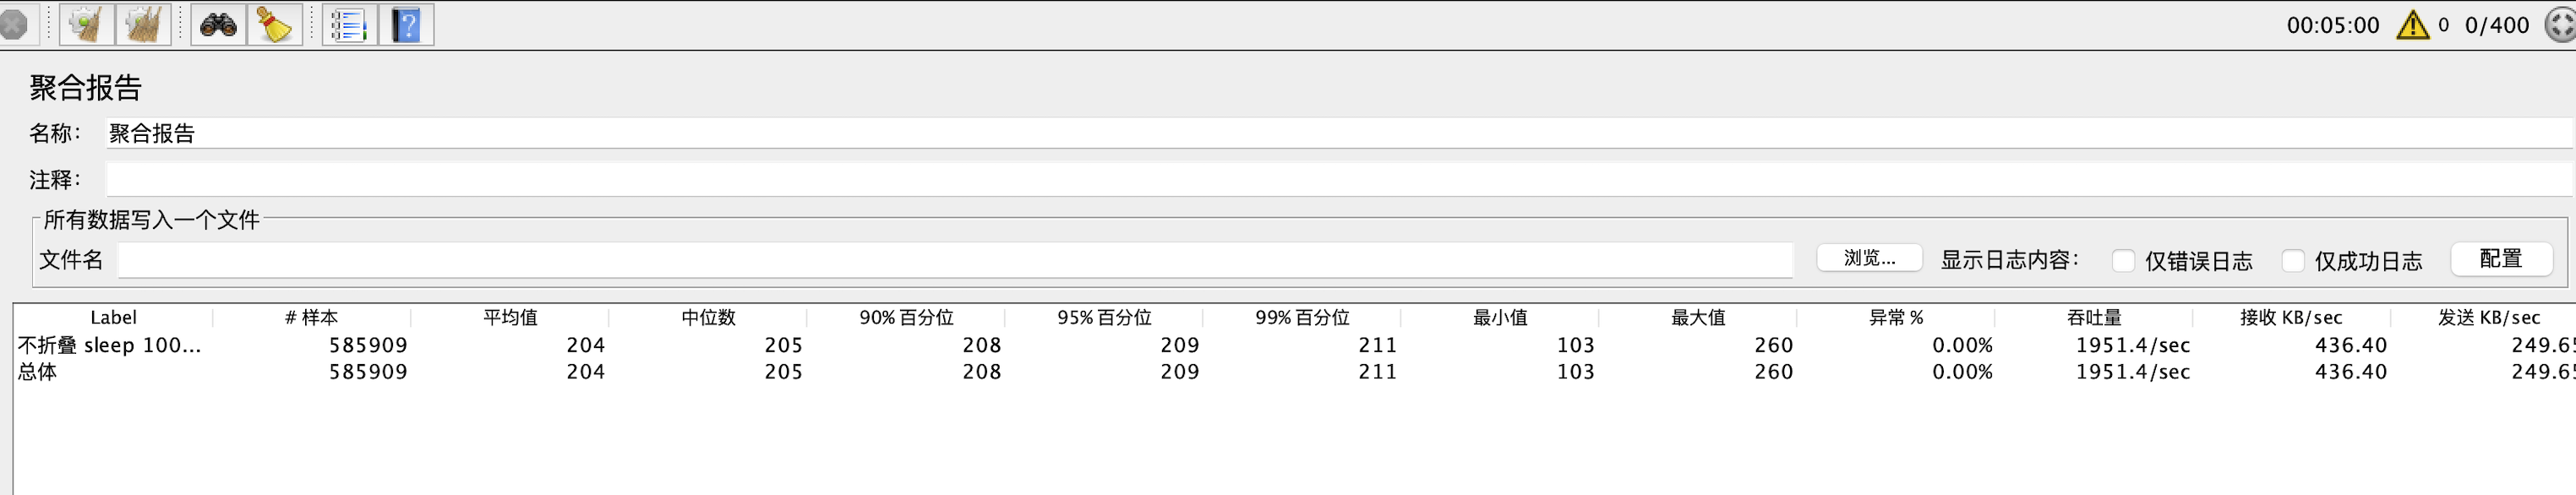 00:05:00 0 0/400
聚合报告
名称： 聚合报告
注释：
所有数据写入一个文件
文件名 浏览... 显示日志内容： 仅错误日志 仅成功日志 配置
Label # 样本 平均值 中位数 90% 百分位 95% 百分位 99% 百分位 最小值 最大值 异常 % 吞吐量 接收 KB/sec 发送 KB/sec
不折叠 sleep 100... 585909 204 205 208 209 211 103 260 0.00% 1951.4/sec 436.40 249.65
总体 585909 204 205 208 209 211 103 260 0.00% 1951.4/sec 436.40 249.65